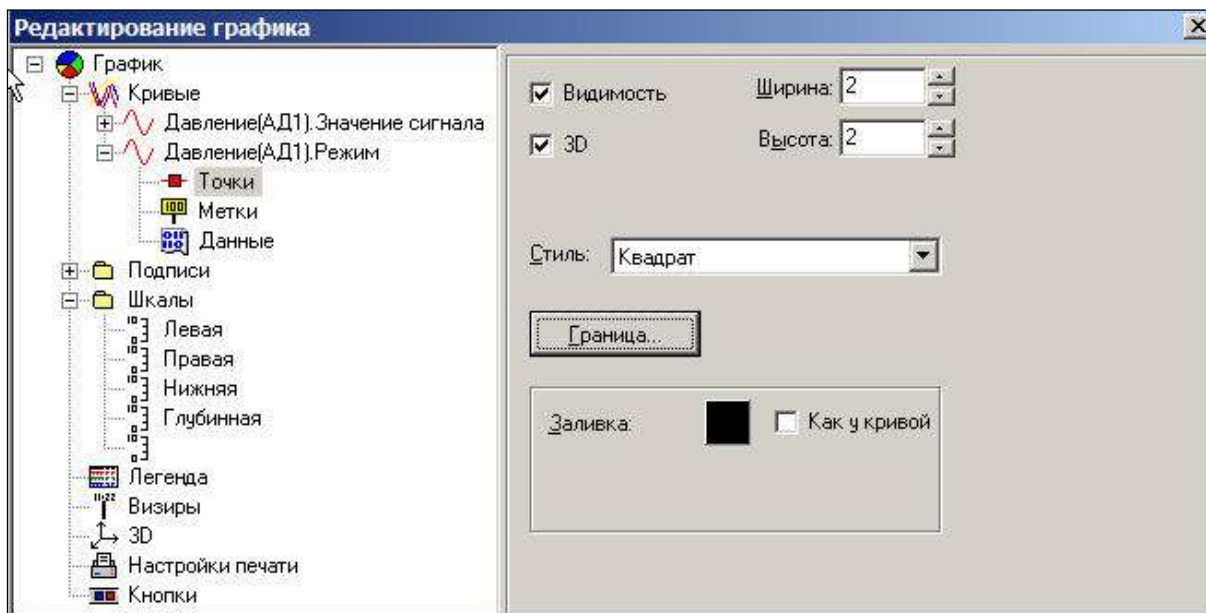 Редактирование графика
График
Кривые
Давление(АД1).Значение сигнала
Давление(АД1).Режим
Точки
Метки
Данные
Подписи
Шкалы
Левая
Правая
Нижняя
Глубинная
Легенда
Визиры
3D
Настройки печати
Кнопки
Видимость
Ширина: 2
3D
Высота: 2
Стиль: Квадрат
Граница...
Заливка:
Как у кривой